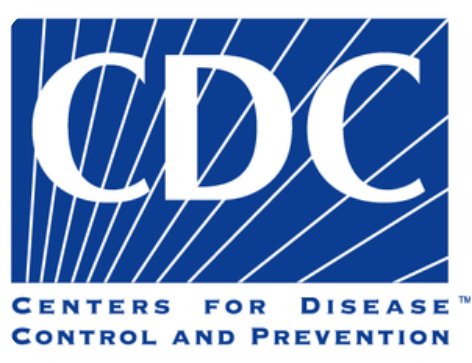 CDC
CENTERS FOR DISEASE™
CONTROL AND PREVENTION